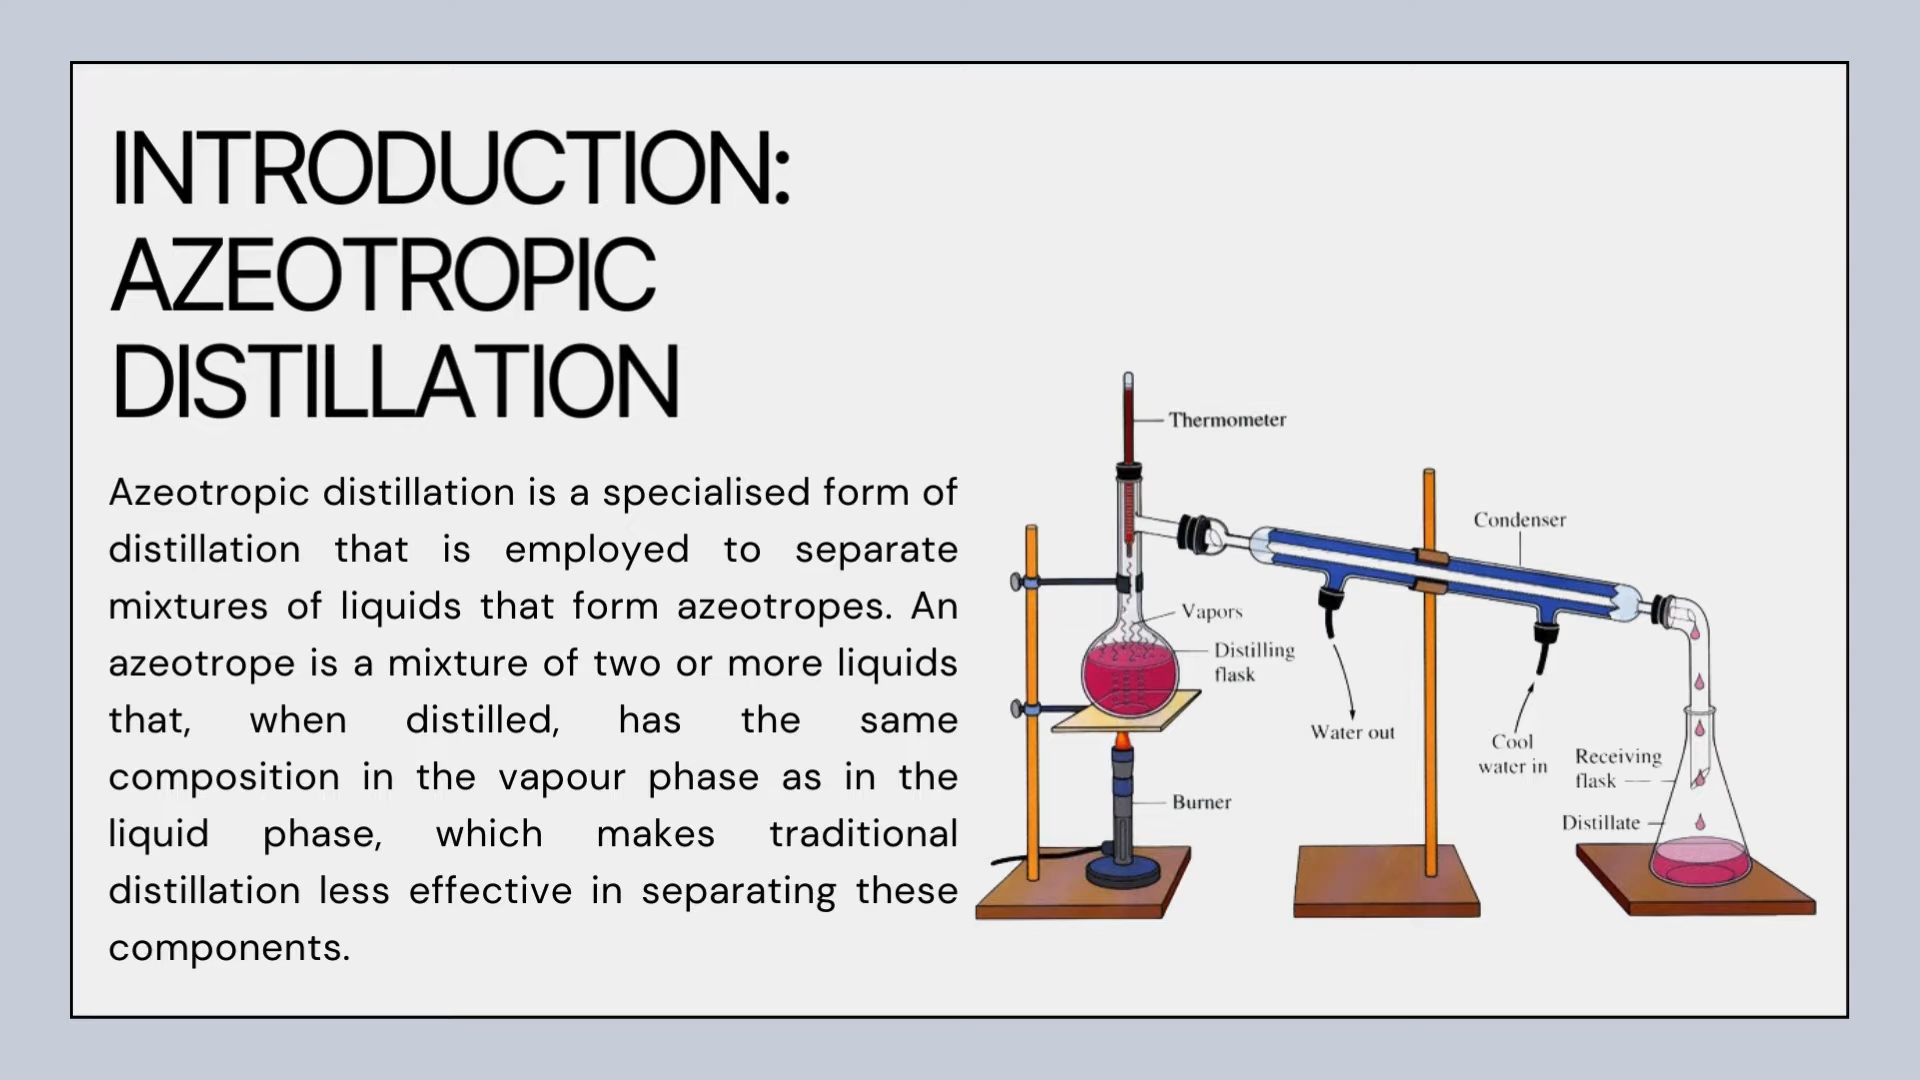 INTRODUCTION:
AZEOTROPIC
DISTILLATION
Azeotropic distillation is a specialised form of
distillation that is employed to separate
mixtures of liquids that form azeotropes. An
azeotrope is a mixture of two or more liquids
that, when distilled, has the same
composition in the vapour phase as in the
liquid phase, which makes traditional
distillation less effective in separating these
components.
Thermometer
Condenser
Vapors
Distilling
flask
Water out
Cool
water in
Receiving
flask
Burner
Distillate